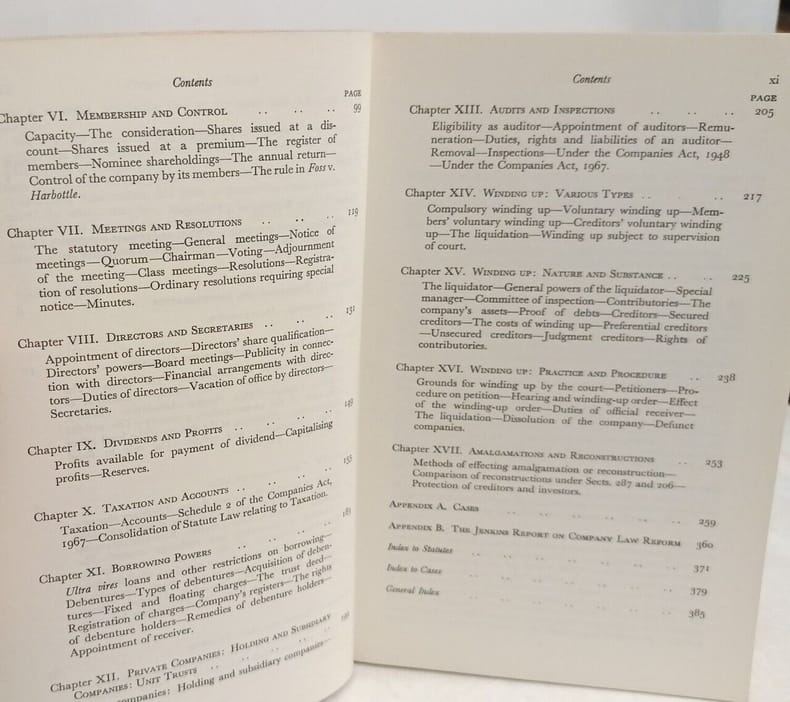 Contents
PAGE
Chapter VI. MEMBERSHIP AND CONTROL .. .. .. 99
Capacity—The consideration—Shares issued at a dis-
count—Shares issued at a premium—The register of
members—Nominee shareholdings—The annual return—
Control of the company by its members—The rule in Foss v.
Harbottle.
Chapter VII. MEETINGS AND RESOLUTIONS .. .. .. 119
The statutory meeting—General meetings—Notice of
meetings—Quorum—Chairman—Voting—Adjournment
of the meeting—Class meetings—Resolutions—Registra-
tion of resolutions—Ordinary resolutions requiring special
notice—Minutes.
Chapter VIII. DIRECTORS AND SECRETARIES .. .. .. 131
Appointment of directors—Directors' share qualification—
Directors' powers—Board meetings—Publicity in connec-
tion with directors—Financial arrangements with direc-
tors—Duties of directors—Vacation of office by directors—
Secretaries.
Chapter IX. DIVIDENDS AND PROFITS .. .. ..
Profits available for payment of dividend—Capitalising
profits—Reserves.
Chapter X. TAXATION AND ACCOUNTS .. .. ..
Taxation—Accounts—Schedule 2 of the Companies Act,
1967—Consolidation of Statute Law relating to Taxation.
Chapter XI. BORROWING POWERS .. .. ..
Ultra vires loans and other restrictions on borrowing—
Debentures—Types of debentures—Acquisition of deben-
tures—Fixed and floating charges—The trust deed—
Registration of charges—Company's registers—The rights
of debenture holders—Remedies of debenture holders—
Appointment of receiver.
Chapter XII. PRIVATE COMPANIES: HOLDING AND SUBSIDIARY
COMPANIES: UNIT TRUSTS .. .. ..
companies: Holding and subsidiary companies—
Contents xi
PAGE
Chapter XIII. AUDITS AND INSPECTIONS .. .. .. 205
Eligibility as auditor—Appointment of auditors—Remu-
neration—Duties, rights and liabilities of an auditor—
Removal—Inspections—Under the Companies Act, 1948
—Under the Companies Act, 1967.
Chapter XIV. WINDING UP: VARIOUS TYPES .. .. .. 217
Compulsory winding up—Voluntary winding up—Mem-
bers' voluntary winding up—Creditors' voluntary winding
up—The liquidation—Winding up subject to supervision
of court.
Chapter XV. WINDING UP: NATURE AND SUBSTANCE .. .. 225
The liquidator—General powers of the liquidator—Special
manager—Committee of inspection—Contributories—The
company's assets—Proof of debts—Creditors—Secured
creditors—The costs of winding up—Preferential creditors
—Unsecured creditors—Judgment creditors—Rights of
contributories.
Chapter XVI. WINDING UP: PRACTICE AND PROCEDURE .. 238
Grounds for winding up by the court—Petitioners—Pro-
cedure on petition—Hearing and winding-up order—Effect
of the winding-up order—Duties of official receiver—
The liquidation—Dissolution of the company—Defunct
companies.
Chapter XVII. AMALGAMATIONS AND RECONSTRUCTIONS .. 253
Methods of effecting amalgamation or reconstruction—
Comparison of reconstructions under Sects. 287 and 206—
Protection of creditors and investors.
APPENDIX A. CASES .. .. .. .. .. 259
APPENDIX B. THE JENKINS REPORT ON COMPANY LAW REFORM 360
Index to Statutes .. .. .. .. .. 371
Index to Cases .. .. .. .. .. 379
General Index .. .. .. .. .. 385